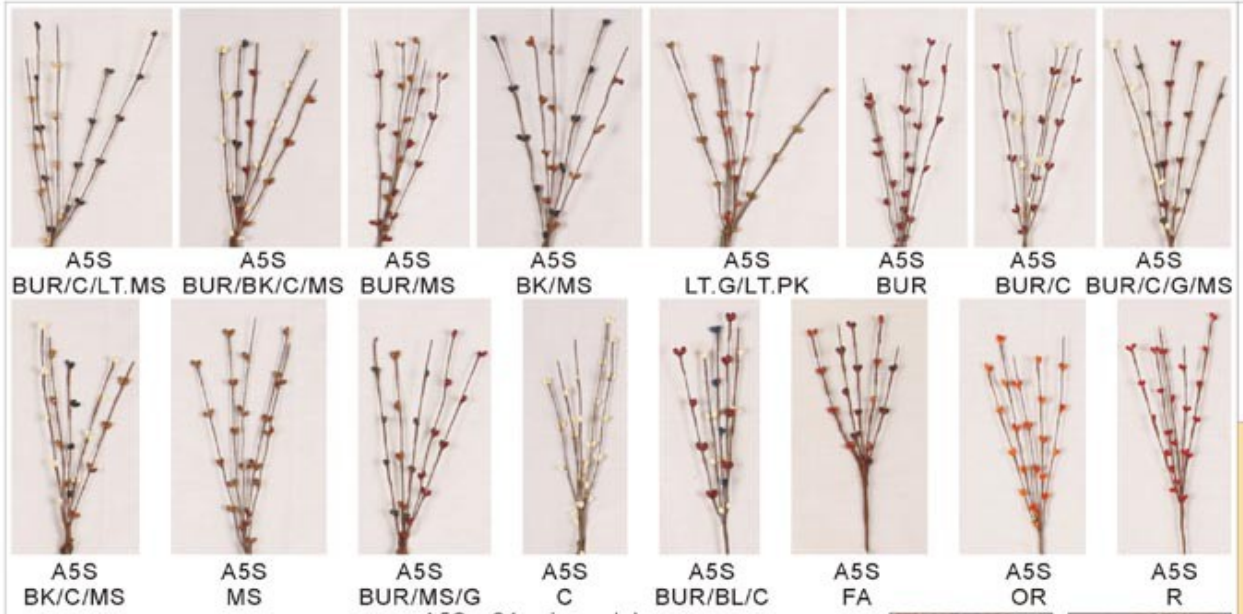 A5S A5S A5S A5S A5S A5S A5S A5S
BUR/C/LT.MS BUR/BK/C/MS BUR/MS BK/MS LT.G/LT.PK BUR BUR/C BUR/C/G/MS
A5S A5S A5S A5S A5S A5S A5S A5S
BK/C/MS MS BUR/MS/G C BUR/BL/C FA OR R